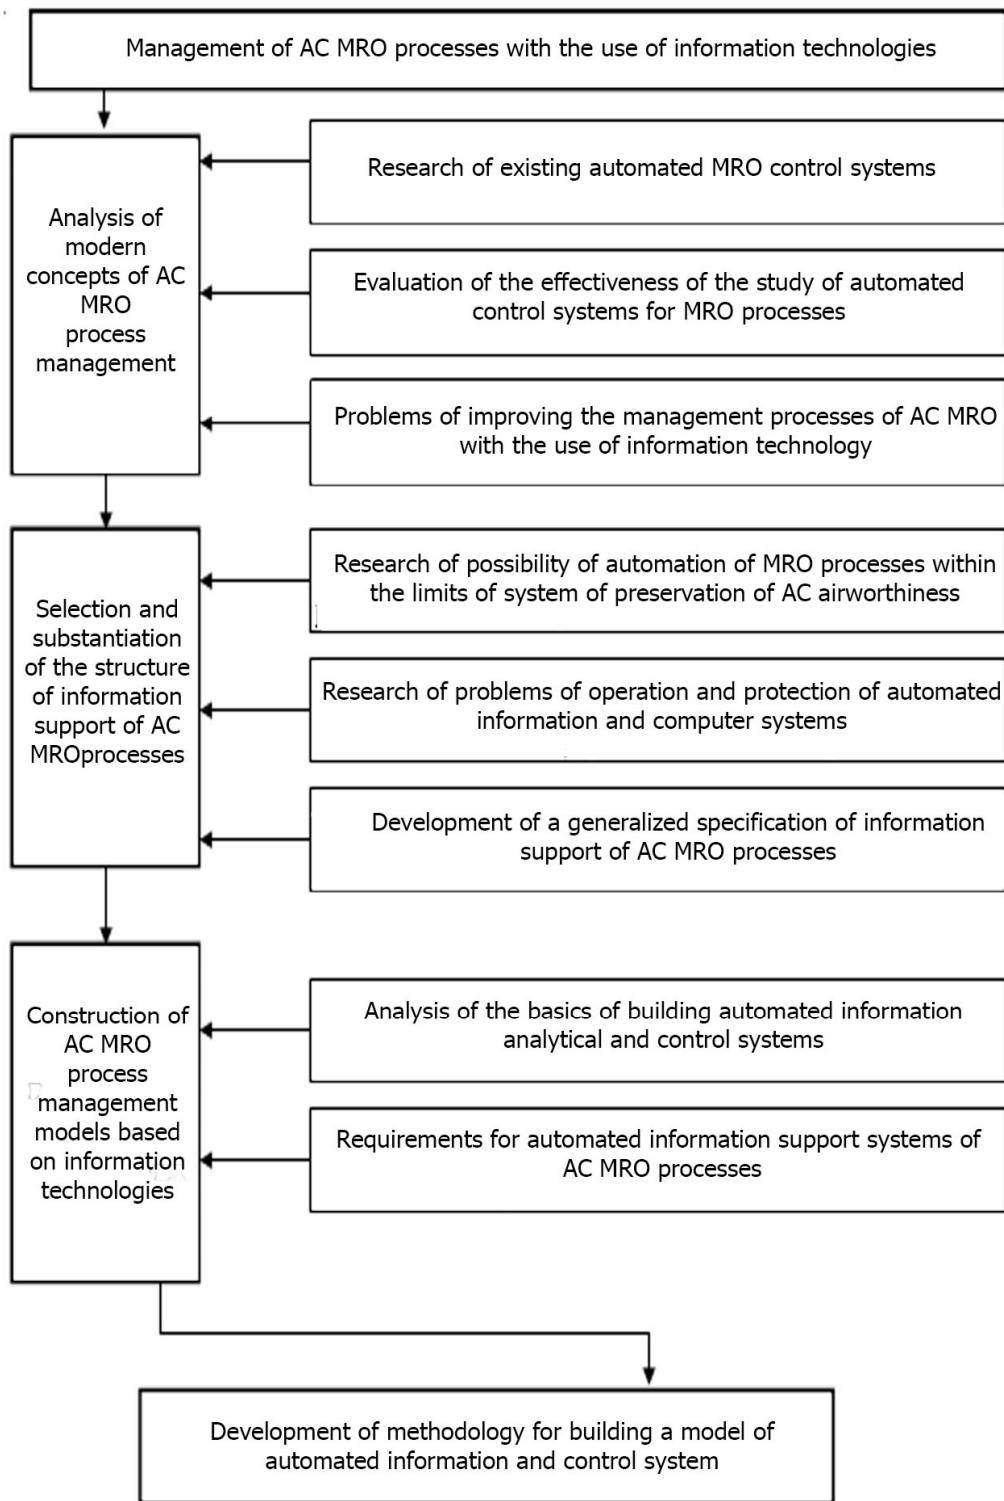 Management of AC MRO processes with the use of information technologies
Analysis of
modern
concepts of AC
MRO
process
management
Research of existing automated MRO control systems
Evaluation of the effectiveness of the study of automated
control systems for MRO processes
Problems of improving the management processes of AC MRO
with the use of information technology
Selection and
substantiation
of the structure
of information
support of AC
MROprocesses
Research of possibility of automation of MRO processes within
the limits of system of preservation of AC airworthiness
Research of problems of operation and protection of automated
information and computer systems
Development of a generalized specification of information
support of AC MRO processes
Construction of
AC MRO
process
management
models based
on information
technologies
Analysis of the basics of building automated information
analytical and control systems
Requirements for automated information support systems of
AC MRO processes
Development of methodology for building a model of
automated information and control system